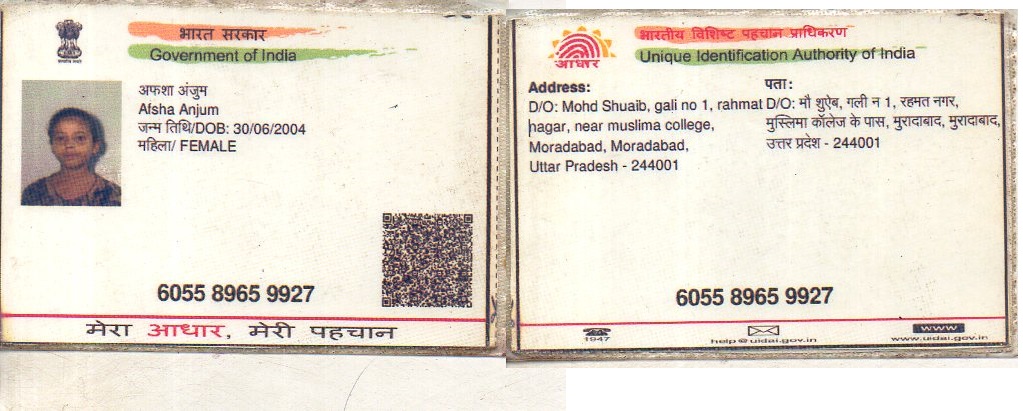 भारत सरकार
Government of India
अफशा अंजुम
Afsha Anjum
जन्म तिथि/DOB: 30/06/2004
महिला/ FEMALE
6055 8965 9927
मेरा आधार, मेरी पहचान
भारतीय विशिष्ट पहचान प्राधिकरण
Unique Identification Authority of India
आधार
Address:
D/O: Mohd Shuaib, gali no 1, rahmat
nagar, near muslima college,
Moradabad, Moradabad,
Uttar Pradesh - 244001
पता:
D/O: मौ शुऐब, गली न 1, रहमत नगर,
मुस्लिमा कॉलेज के पास, मुरादाबाद, मुरादाबाद,
उत्तर प्रदेश - 244001
6055 8965 9927
1947
help@uidai.gov.in
www
www.uidai.gov.in